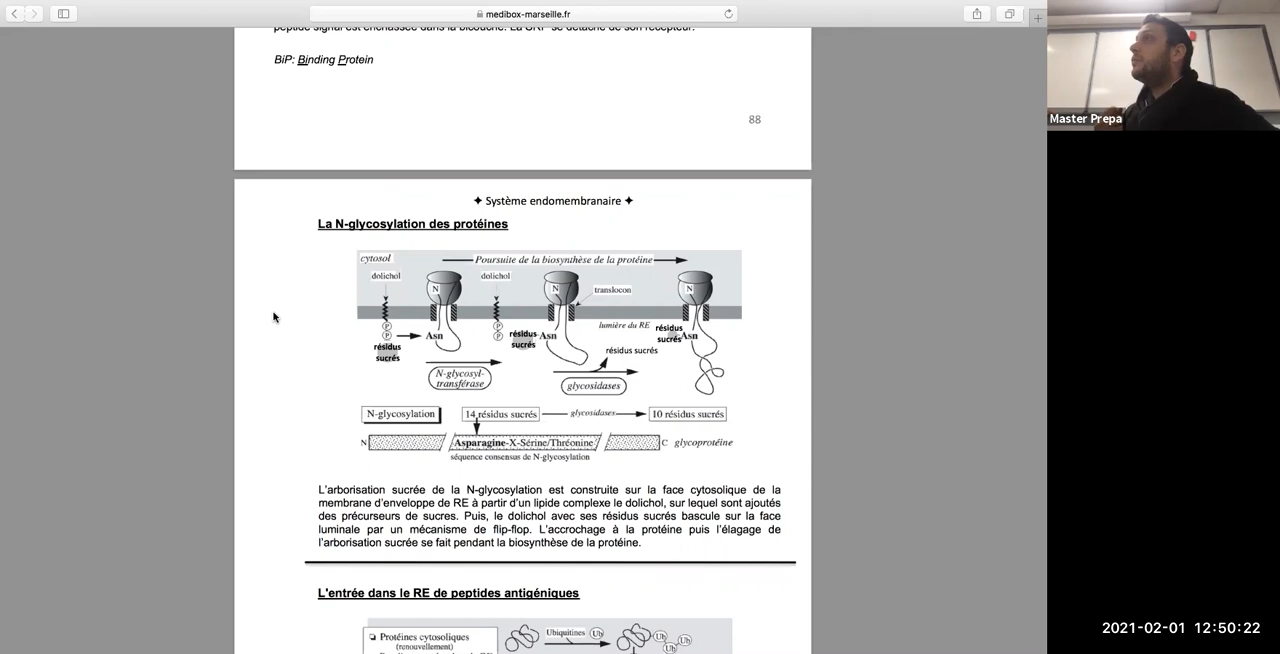 medibox-marseille.fr
peptide signal est enchâssée dans la bicouche. La SRP se détache de son récepteur.
BiP: Binding Protein
88
Master Prepa
✦ Système endomembranaire ✦
La N-glycosylation des protéines
cytosol
Poursuite de la biosynthèse de la protéine
dolichol
dolichol
N
N
N
translocon
P
P
P
P
Asn
résidus
sucrés
résidus
sucrés
Asn
lumière du RE
résidus
sucrés
Asn
résidus sucrés
N-glycosyl-
transférase
glycosidases
N-glycosylation
14 résidus sucrés
glycosidases
10 résidus sucrés
N
Asparagine-X-Sérine/Thréonine
C
glycoprotéine
séquence consensus de N-glycosylation
L'arborisation sucrée de la N-glycosylation est construite sur la face cytosolique de la
membrane d'enveloppe de RE à partir d'un lipide complexe le dolichol, sur lequel sont ajoutés
des précurseurs de sucres. Puis, le dolichol avec ses résidus sucrés bascule sur la face
luminale par un mécanisme de flip-flop. L'accrochage à la protéine puis l'élagage de
l'arborisation sucrée se fait pendant la biosynthèse de la protéine.
L'entrée dans le RE de peptides antigéniques
❑ Protéines cytosoliques
(renouvellement)
Ubiquitines
Ub
Ub
Ub
Ub
2021-02-01 12:50:22